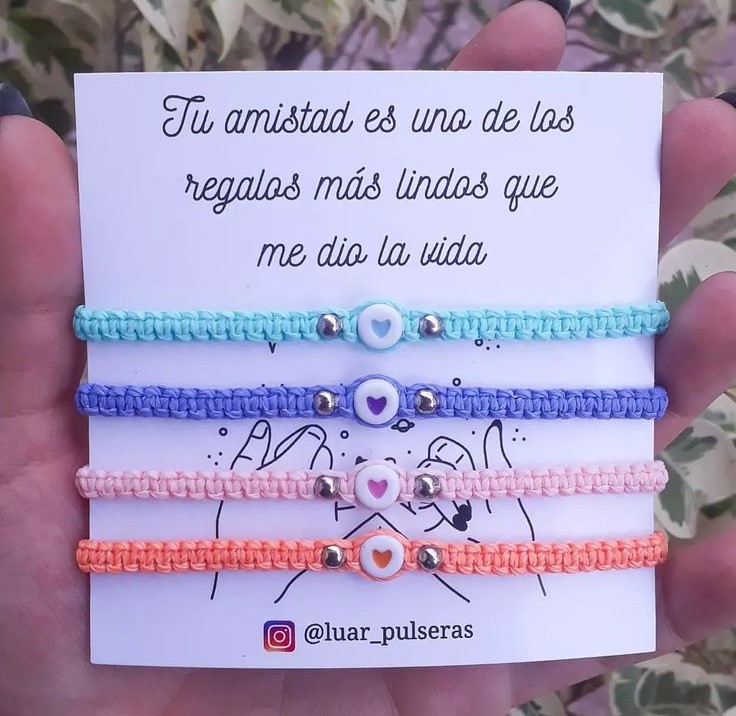 Tu amistad es uno de los
regalos más lindos que
me dio la vida
@luar_pulseras